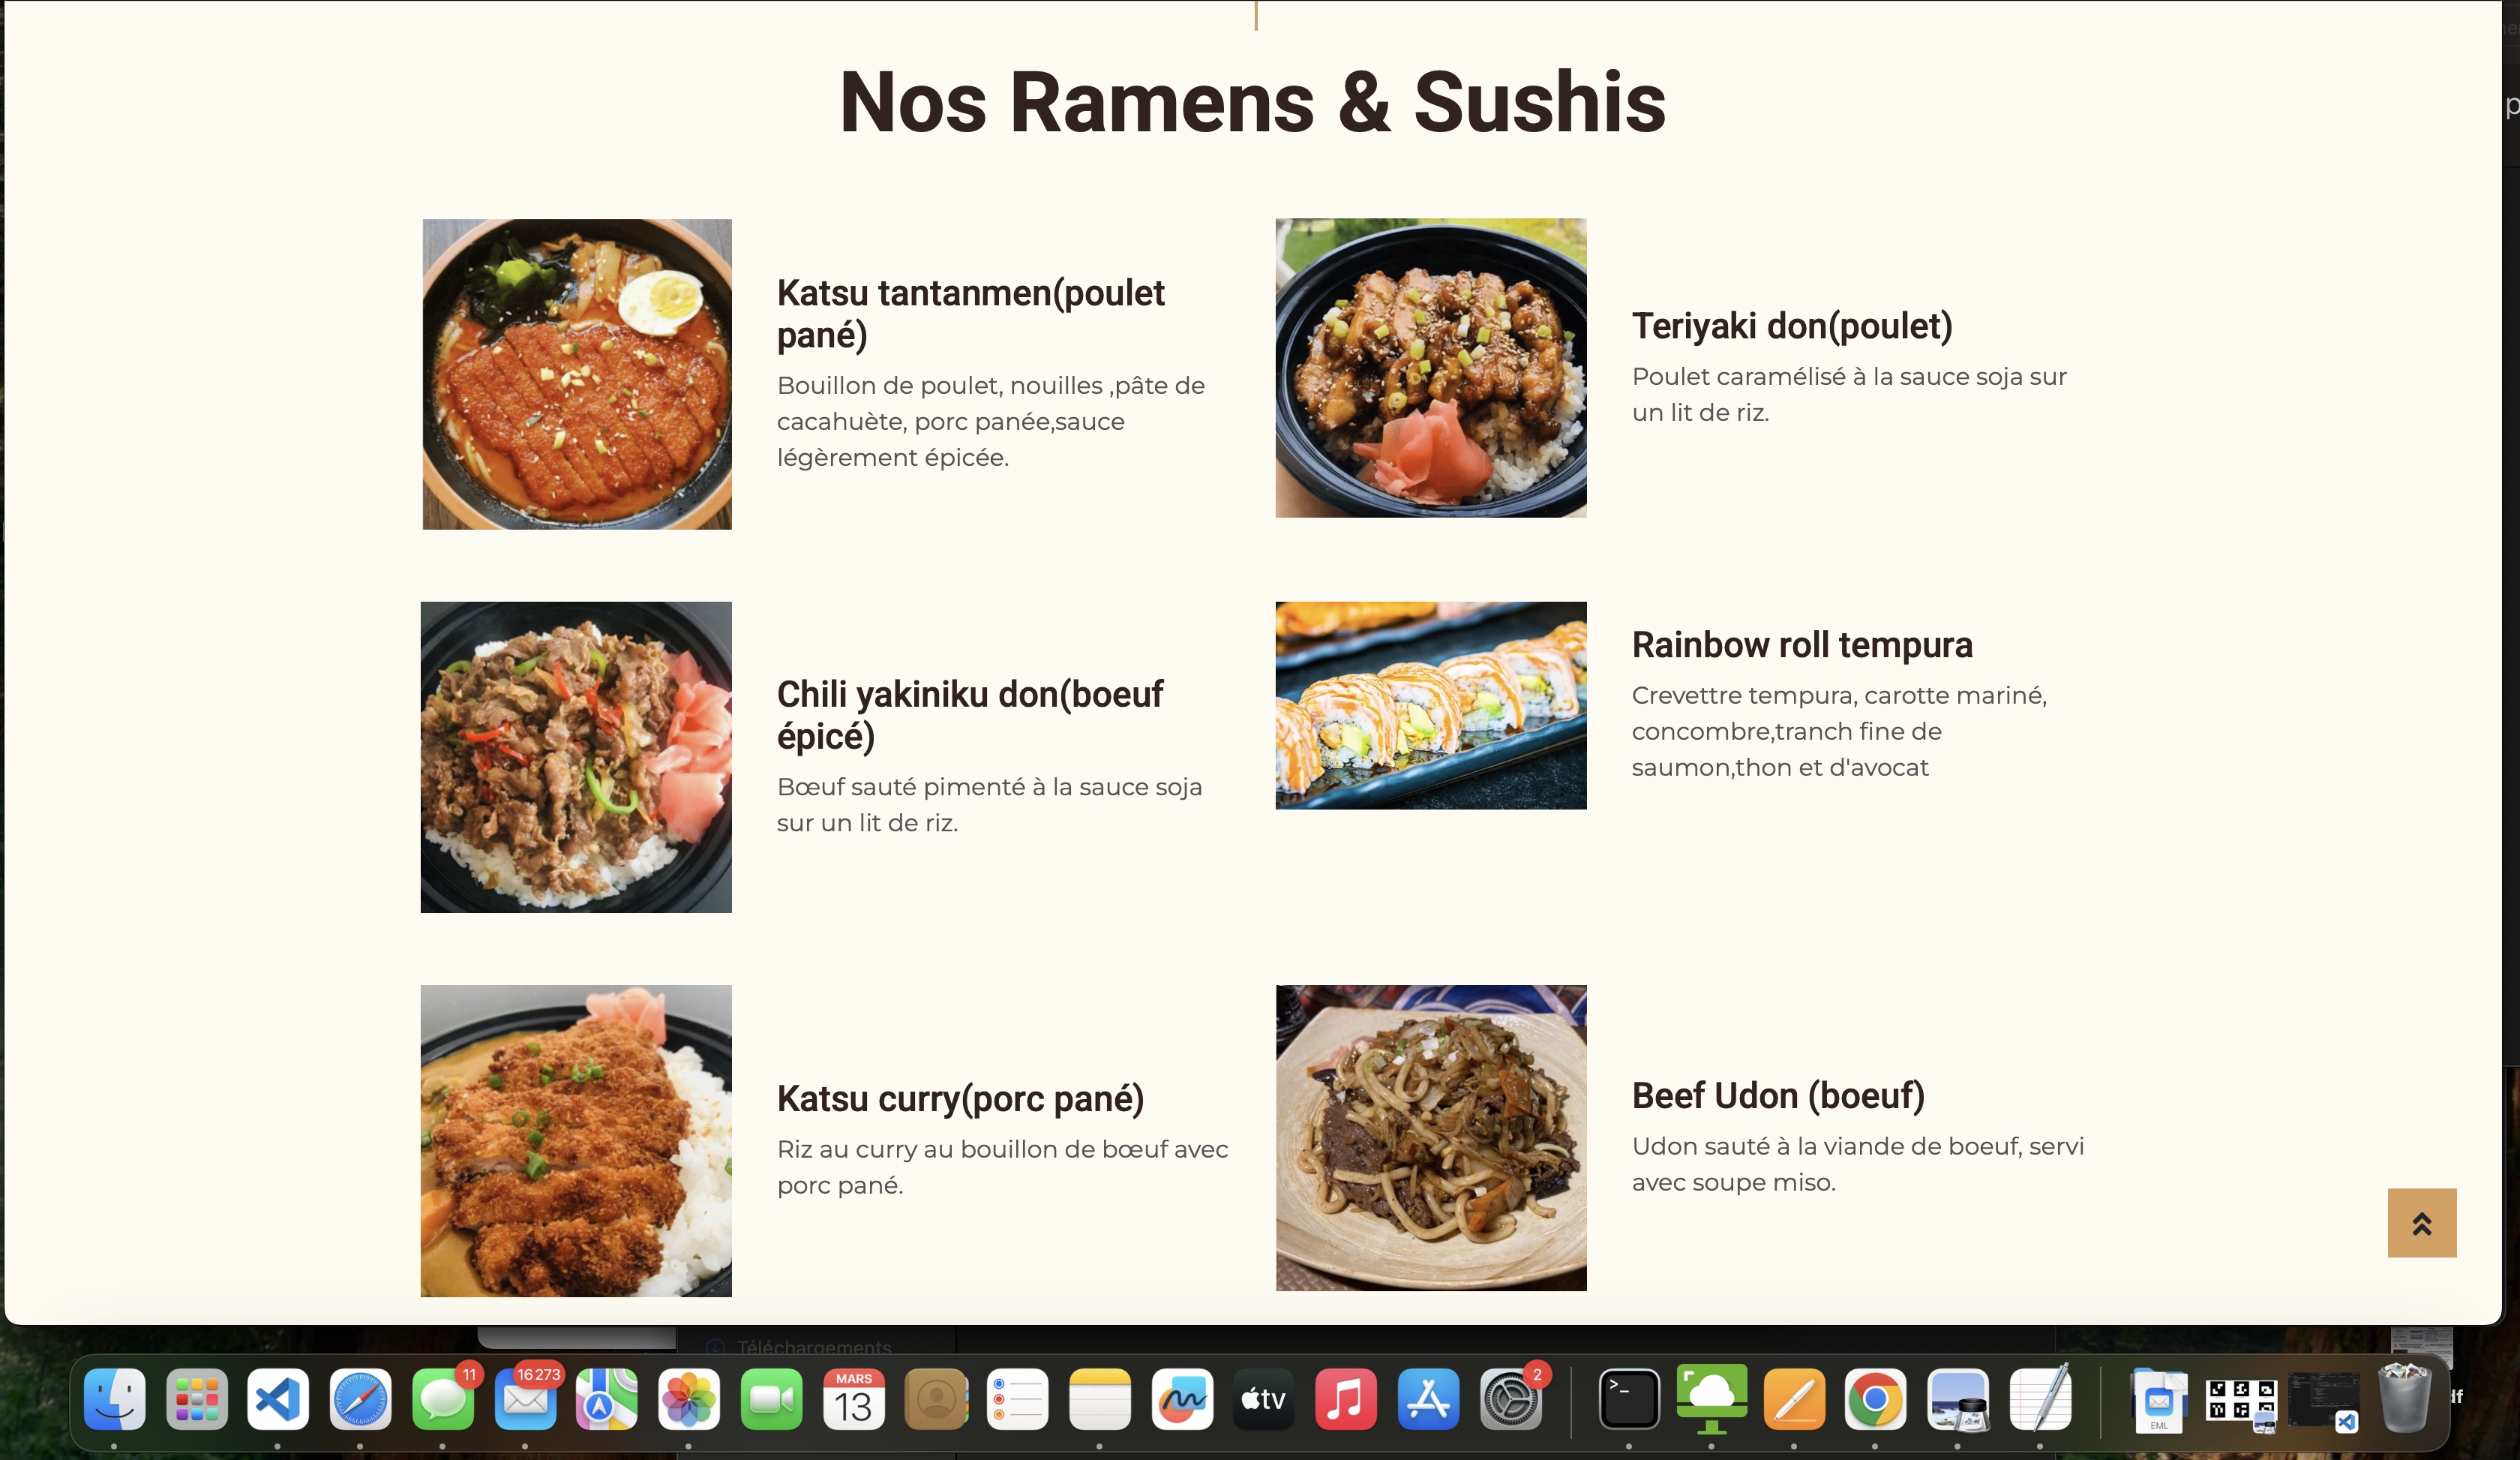 Nos Ramens & Sushis
Katsu tantanmen(poulet
pané)
Bouillon de poulet, nouilles ,pâte de
cacahuète, porc panée,sauce
légèrement épicée.
Teriyaki don(poulet)
Poulet caramélisé à la sauce soja sur
un lit de riz.
Chili yakiniku don(boeuf
épicé)
Bœuf sauté pimenté à la sauce soja
sur un lit de riz.
Rainbow roll tempura
Crevettre tempura, carotte mariné,
concombre,tranch fine de
saumon,thon et d'avocat
Katsu curry(porc pané)
Riz au curry au bouillon de bœuf avec
porc pané.
Beef Udon (boeuf)
Udon sauté à la viande de boeuf, servi
avec soupe miso.
Téléchargements
11
16 273
MARS
13
tv
2
>_
EML